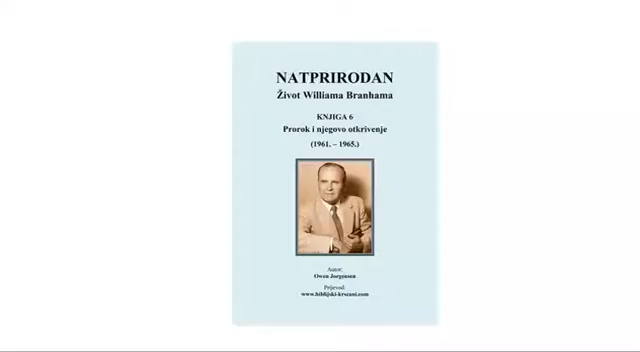 NATPRIRODAN
Život Williama Branhama
KNJIGA 6
Prorok i njegovo otkrivenje
(1961. – 1965.)
Autor:
Owen Jorgensen
Prijevod:
www.biblijski-krscani.com